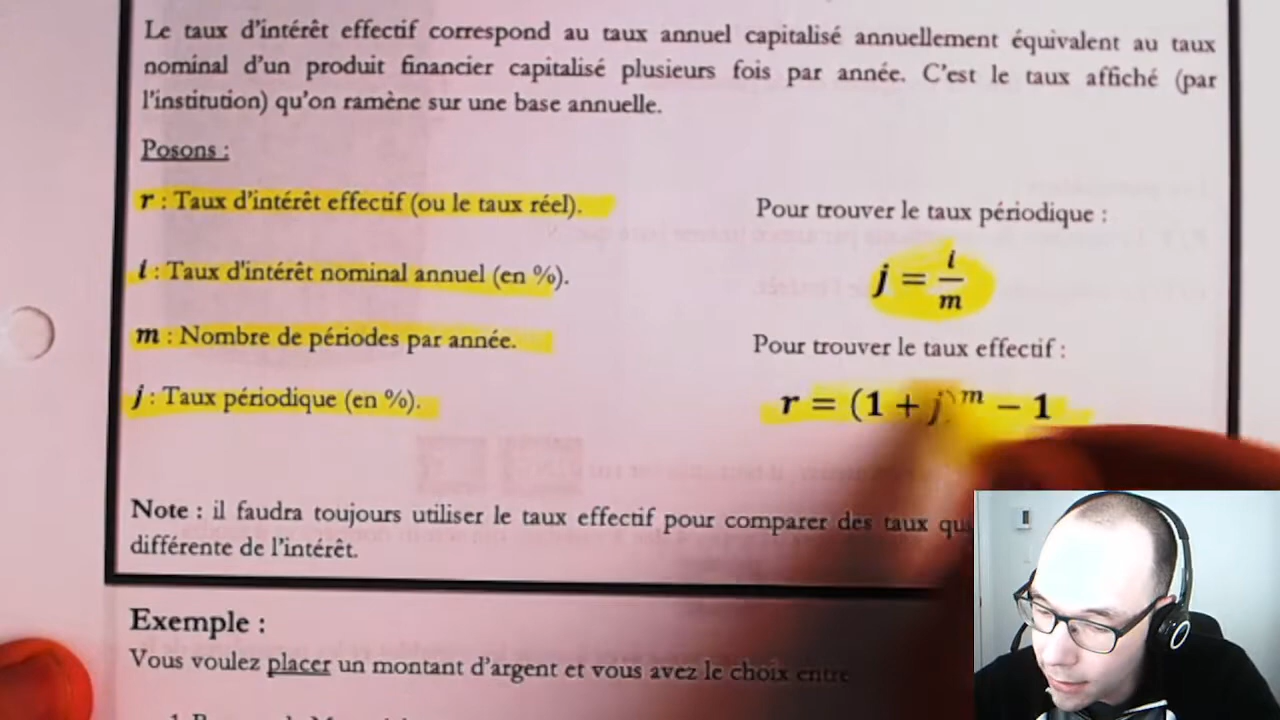 Le taux d'intérêt effectif correspond au taux annuel capitalisé annuellement équivalent au taux
nominal d'un produit financier capitalisé plusieurs fois par année. C'est le taux affiché (par
l'institution) qu'on ramène sur une base annuelle.
Posons :
r : Taux d'intérêt effectif (ou le taux réel).
i : Taux d'intérêt nominal annuel (en %).
m : Nombre de périodes par année.
j : Taux périodique (en %).
Pour trouver le taux périodique :
j = i/m
Pour trouver le taux effectif :
r = (1 + j)^m − 1
Note : il faudra toujours utiliser le taux effectif pour comparer des taux
différente de l'intérêt.
Exemple :
Vous voulez placer un montant d'argent et vous avez le choix entre